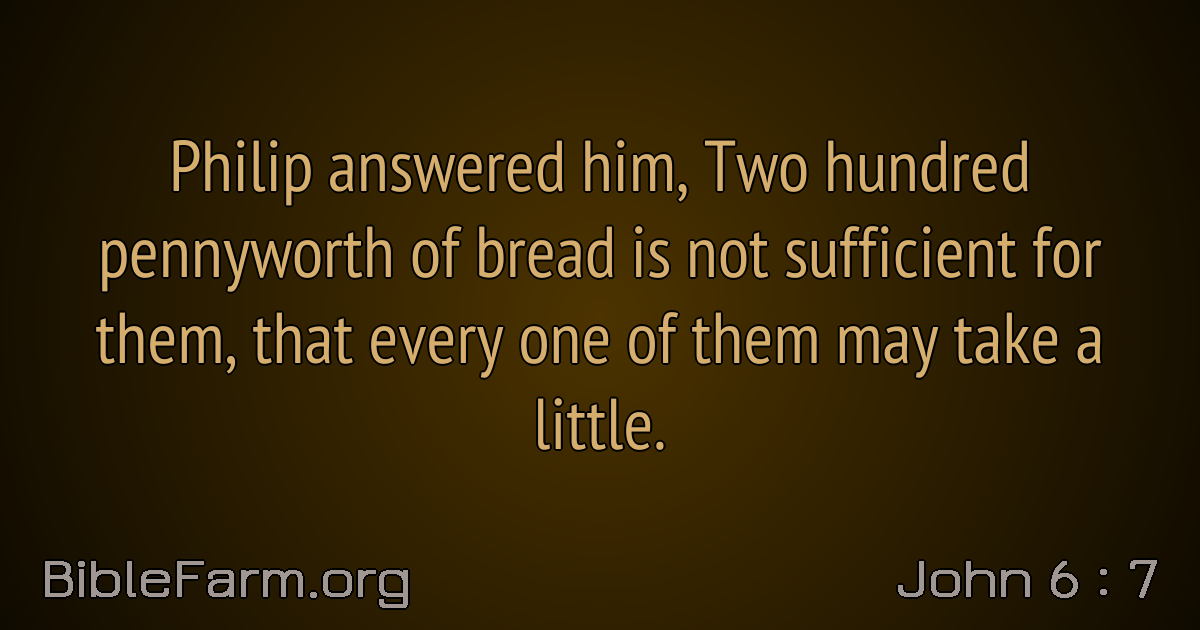 Philip answered him, Two hundred
pennyworth of bread is not sufficient for
them, that every one of them may take a
little.
BibleFarm.org
John 6 : 7